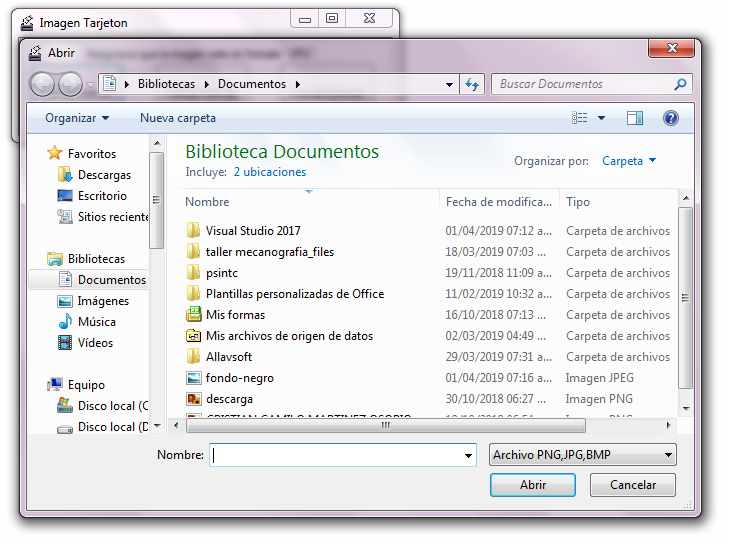 Imagen Tarjeton
Abrir
Bibliotecas Documentos
Buscar Documentos
Organizar Nueva carpeta
Favoritos
Descargas
Escritorio
Sitios reciente
Bibliotecas
Documentos
Imágenes
Música
Vídeos
Equipo
Disco local (C
Disco local (D
Biblioteca Documentos
Incluye: 2 ubicaciones
Organizar por: Carpeta
Nombre Fecha de modifica... Tipo
Visual Studio 2017 01/04/2019 07:12 a... Carpeta de archivos
taller mecanografia_files 18/03/2019 07:03 ... Carpeta de archivos
psintc 19/11/2018 11:09 a... Carpeta de archivos
Plantillas personalizadas de Office 11/02/2019 10:32 a... Carpeta de archivos
Mis formas 16/10/2018 07:13 ... Carpeta de archivos
Mis archivos de origen de datos 02/03/2019 04:49 ... Carpeta de archivos
Allavsoft 29/03/2019 07:31 a... Carpeta de archivos
fondo-negro 01/04/2019 07:16 a... Imagen JPEG
descarga 30/10/2018 06:27 ... Imagen PNG
CRISTIAN CAMILO MARTINEZ OSORIO Imagen PNG
Nombre:
Archivo PNG,JPG,BMP
Abrir Cancelar